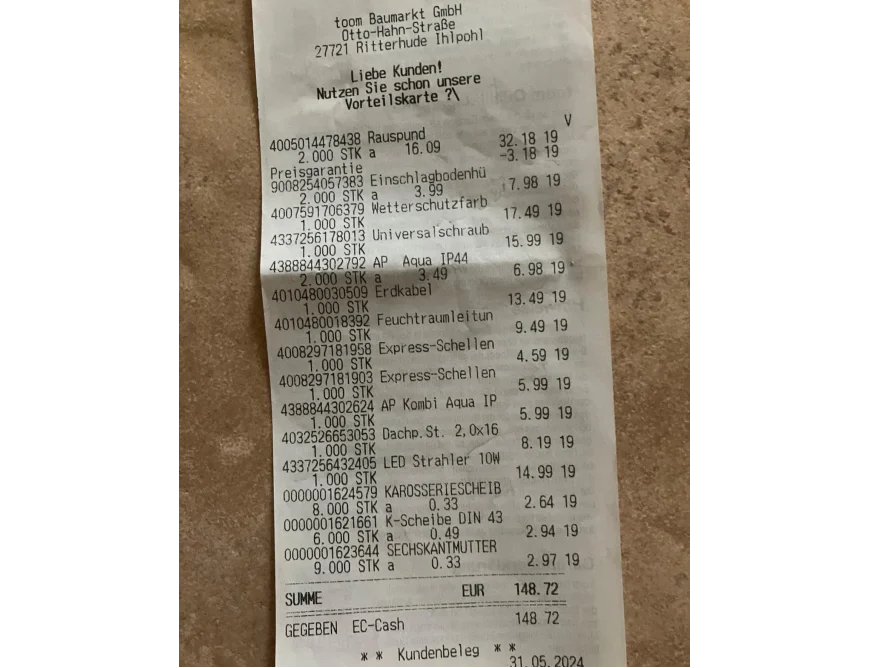 toom Baumarkt GmbH
Otto-Hahn-Straße
27721 Ritterhude Ihlpohl
Liebe Kunden!
Nutzen Sie schon unsere
Vorteilskarte ?\
V
4005014478438 Rauspund
2.000 STK a 16.09 32.18 19
Preisgarantie -3.18 19
9008254057383 Einschlagbodenhü
2.000 STK a 3.99 7.98 19
4007591706379 Wetterschutzfarb
1.000 STK 17.49 19
4337256178013 Universalschraub
1.000 STK 15.99 19
4388844302792 AP Aqua IP44
2.000 STK a 3.49 6.98 19
4010480030509 Erdkabel
1.000 STK 13.49 19
4010480018392 Feuchtraumleitun
1.000 STK 9.49 19
4008297181958 Express-Schellen
1.000 STK 4.59 19
4008297181903 Express-Schellen
1.000 STK 5.99 19
4388844302624 AP Kombi Aqua IP
1.000 STK 5.99 19
4032526653053 Dachp.St. 2,0x16
1.000 STK 8.19 19
4337256432405 LED Strahler 10W
1.000 STK 14.99 19
0000001624579 KAROSSERIESCHEIB
8.000 STK a 0.33 2.64 19
0000001621661 K-Scheibe DIN 43
6.000 STK a 0.49 2.94 19
0000001623644 SECHSKANTMUTTER
9.000 STK a 0.33 2.97 19
SUMME EUR 148.72
GEGEBEN EC-Cash 148.72
* * Kundenbeleg * *
31.05.2024